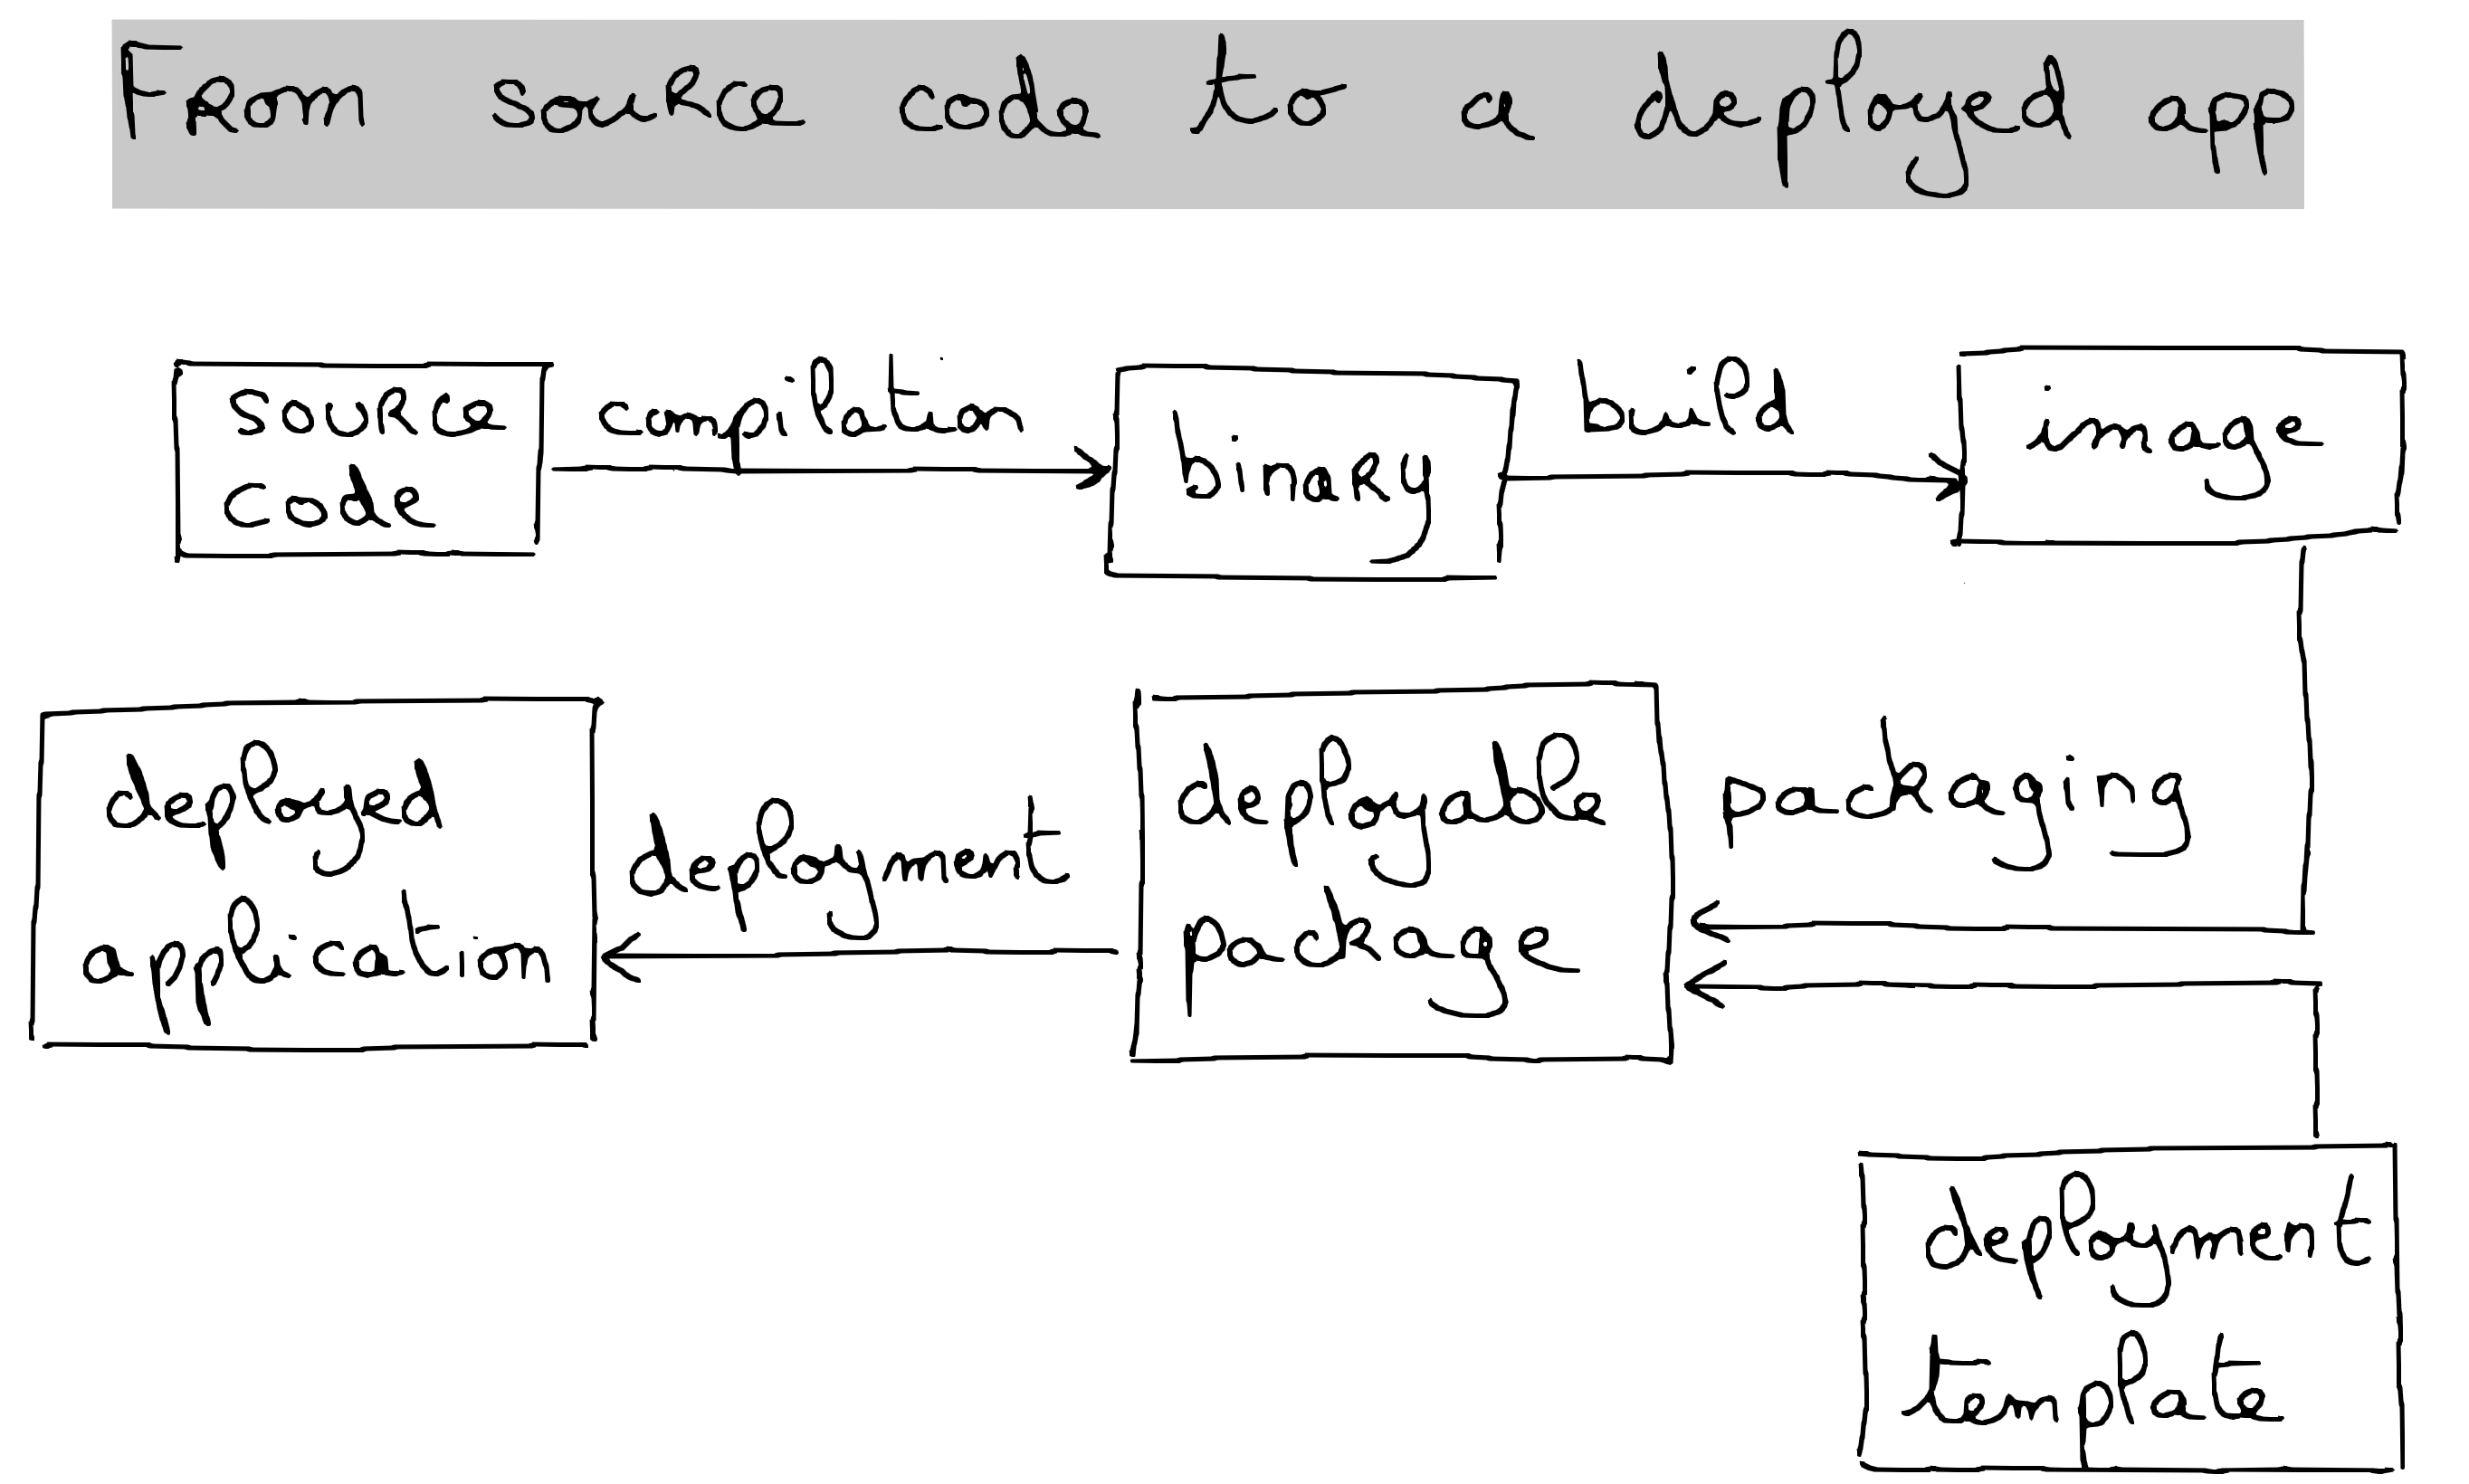 From source code to a deployed app
source
code
compilation
binary
build
image
deployed
application
deployment
deployable
package
packaging
deployment
template